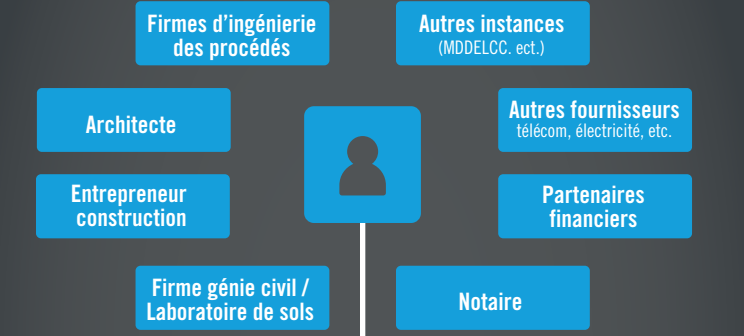 Firmes d'ingénierie
des procédés
Autres instances
(MDDELCC. ect.)
Architecte
Autres fournisseurs
télécom, électricité, etc.
Entrepreneur
construction
Partenaires
financiers
Firme génie civil /
Laboratoire de sols
Notaire